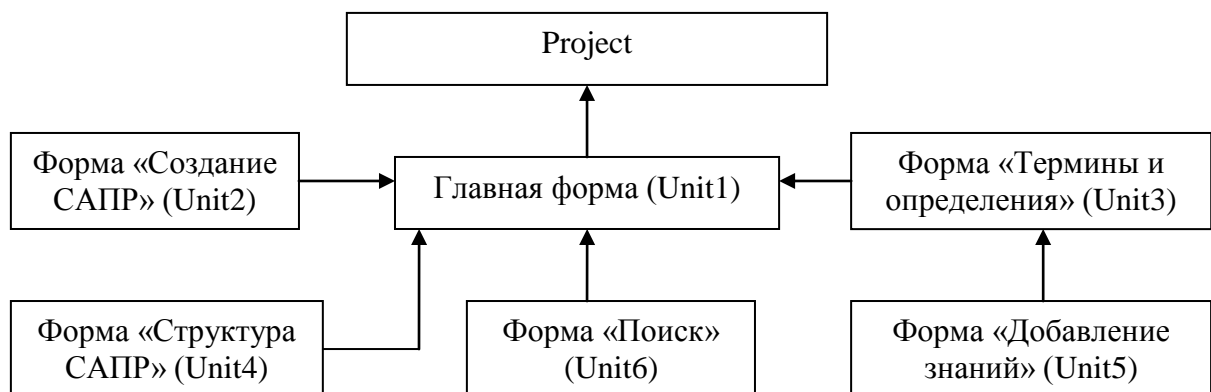 Project
Форма «Создание
САПР» (Unit2)
Главная форма (Unit1)
Форма «Термины и
определения» (Unit3)
Форма «Структура
САПР» (Unit4)
Форма «Поиск»
(Unit6)
Форма «Добавление
знаний» (Unit5)